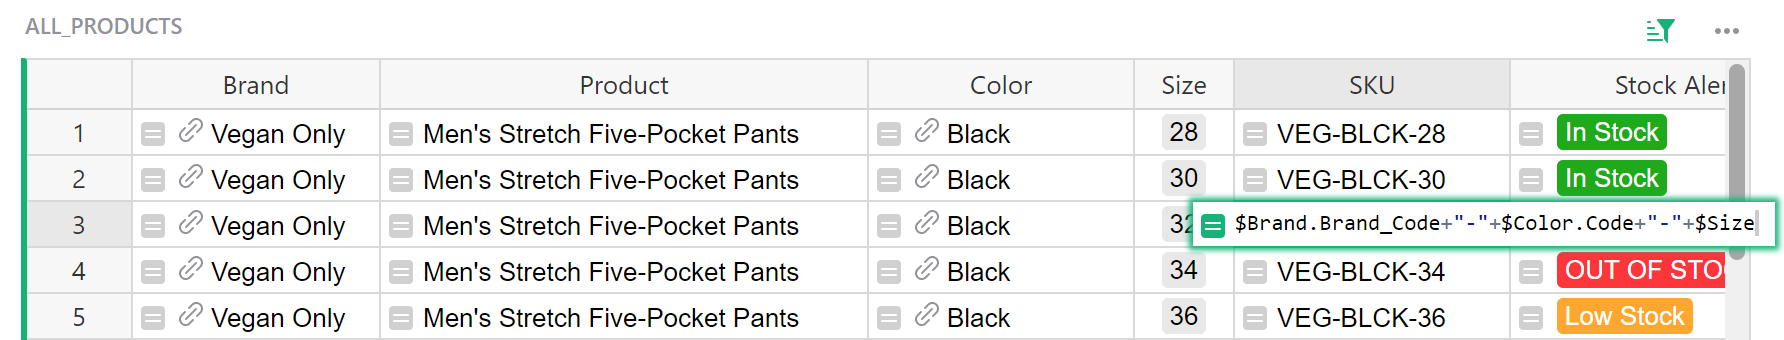 ALL_PRODUCTS
Brand Product Color Size SKU Stock Aler
1 Vegan Only Men's Stretch Five-Pocket Pants Black 28 VEG-BLCK-28 In Stock
2 Vegan Only Men's Stretch Five-Pocket Pants Black 30 VEG-BLCK-30 In Stock
3 Vegan Only Men's Stretch Five-Pocket Pants Black 32 $Brand.Brand_Code+"-"+$Color.Code+"-"+$Size
4 Vegan Only Men's Stretch Five-Pocket Pants Black 34 VEG-BLCK-34 OUT OF STO
5 Vegan Only Men's Stretch Five-Pocket Pants Black 36 VEG-BLCK-36 Low Stock